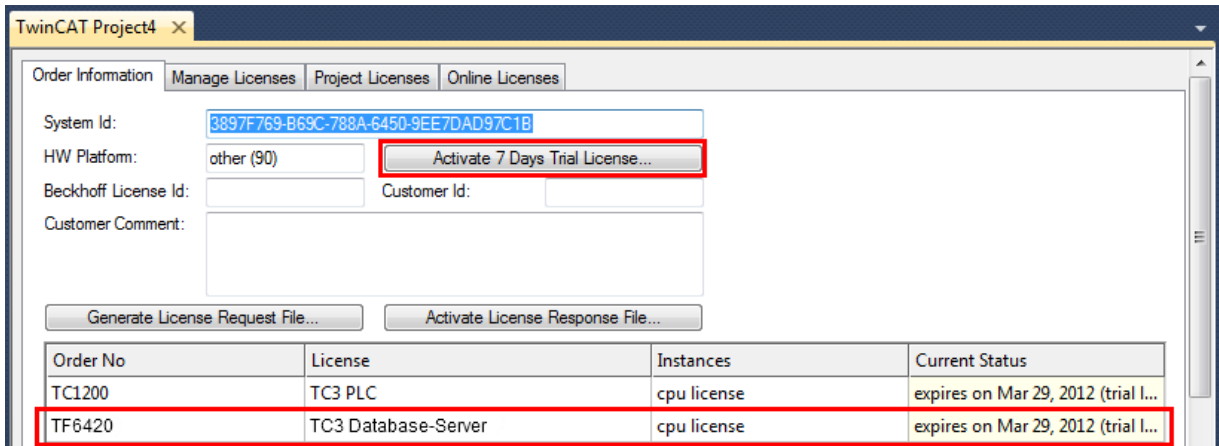 TwinCAT Project4
Order Information Manage Licenses Project Licenses Online Licenses
System Id: 3897F769-B69C-788A-6450-9EE7DAD97C1B
HW Platform: other (90) Activate 7 Days Trial License...
Beckhoff License Id: Customer Id:
Customer Comment:
Generate License Request File... Activate License Response File...
Order No License Instances Current Status
TC1200 TC3 PLC cpu license expires on Mar 29, 2012 (trial l...
TF6420 TC3 Database-Server cpu license expires on Mar 29, 2012 (trial l...